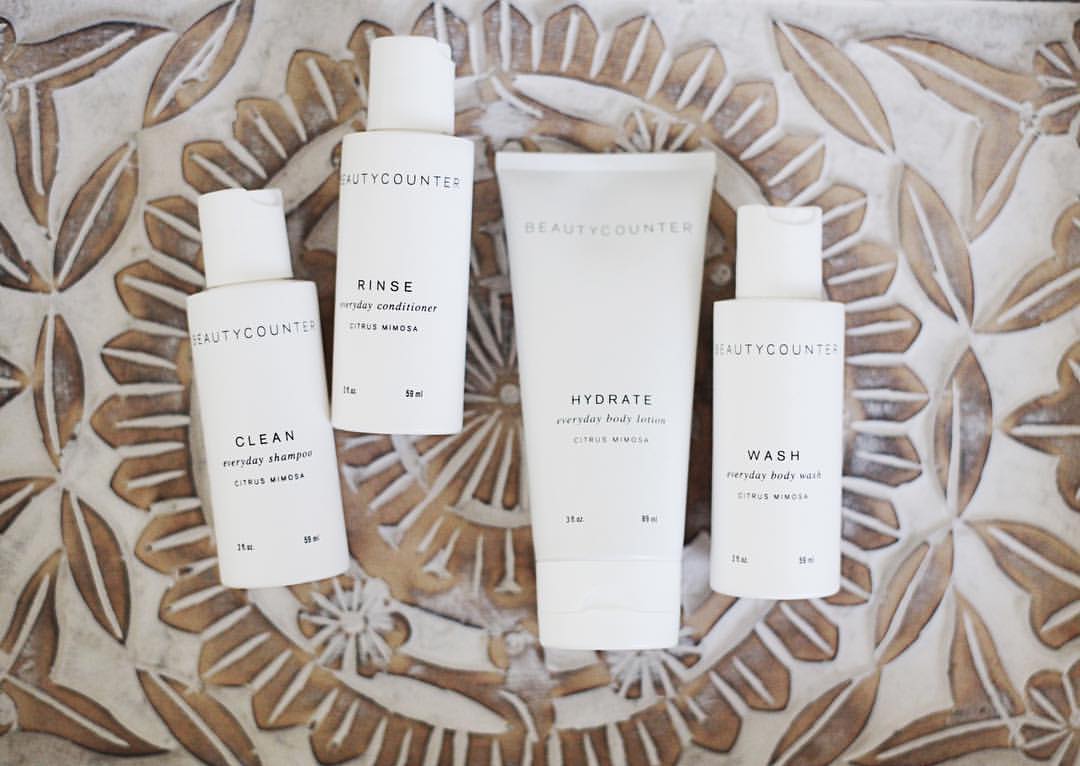 BEAUTYCOUNTER
CLEAN
everyday shampoo
CITRUS MIMOSA
2 fl oz. 59 ml
BEAUTYCOUNTER
RINSE
everyday conditioner
CITRUS MIMOSA
2 fl oz. 59 ml
BEAUTYCOUNTER
HYDRATE
everyday body lotion
CITRUS MIMOSA
3 fl oz. 89 ml
BEAUTYCOUNTER
WASH
everyday body wash
CITRUS MIMOSA
2 fl oz. 59 ml